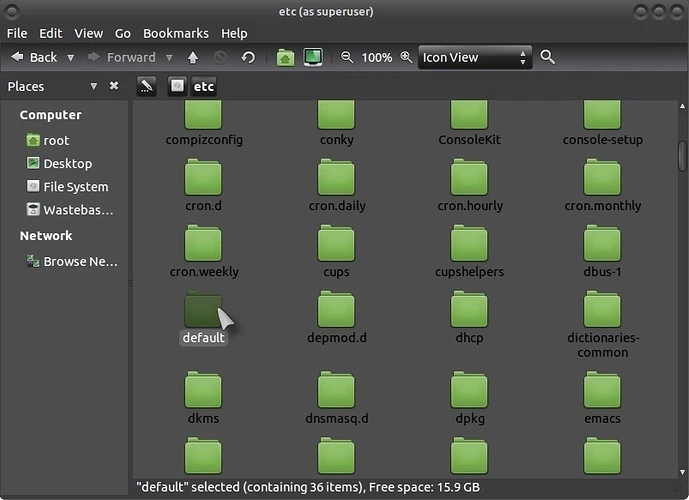 etc (as superuser)
File Edit View Go Bookmarks Help
Back Forward 100% Icon View
Places etc
Computer
root
Desktop
File System
Wastebas...
Network
Browse Ne...
compizconfig conky ConsoleKit console-setup
cron.d cron.daily cron.hourly cron.monthly
cron.weekly cups cupshelpers dbus-1
default depmod.d dhcp dictionaries-
common
dkms dnsmasq.d dpkg emacs
"default" selected (containing 36 items), Free space: 15.9 GB